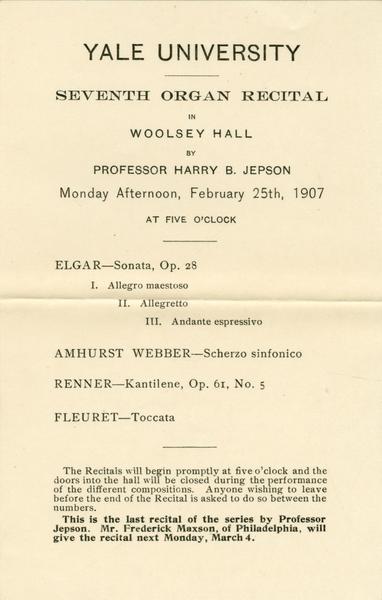 YALE UNIVERSITY
SEVENTH ORGAN RECITAL
IN
WOOLSEY HALL
BY
PROFESSOR HARRY B. JEPSON
Monday Afternoon, February 25th, 1907
AT FIVE O'CLOCK
ELGAR—Sonata, Op. 28
I. Allegro maestoso
II. Allegretto
III. Andante espressivo
AMHURST WEBBER—Scherzo sinfonico
RENNER—Kantilene, Op. 61, No. 5
FLEURET—Toccata
The Recitals will begin promptly at five o'clock and the
doors into the hall will be closed during the performance
of the different compositions. Anyone wishing to leave
before the end of the Recital is asked to do so between the
numbers.
This is the last recital of the series by Professor
Jepson. Mr. Frederick Maxson, of Philadelphia, will
give the recital next Monday, March 4.